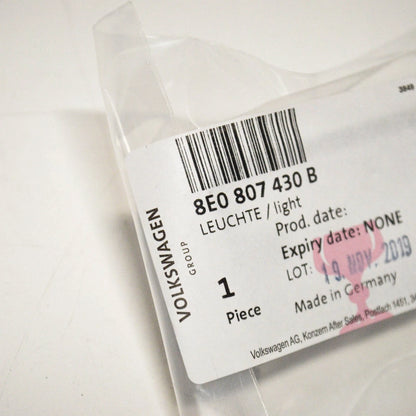 3949
8E0 807 430 B
LEUCHTE / light
Prod. date:
Expiry date: NONE
LOT: 19. NOV. 2019
1
Piece
Made in Germany
VOLKSWAGEN
GROUP
Volkswagen AG, Konzern After Sales, Postfach 1451,